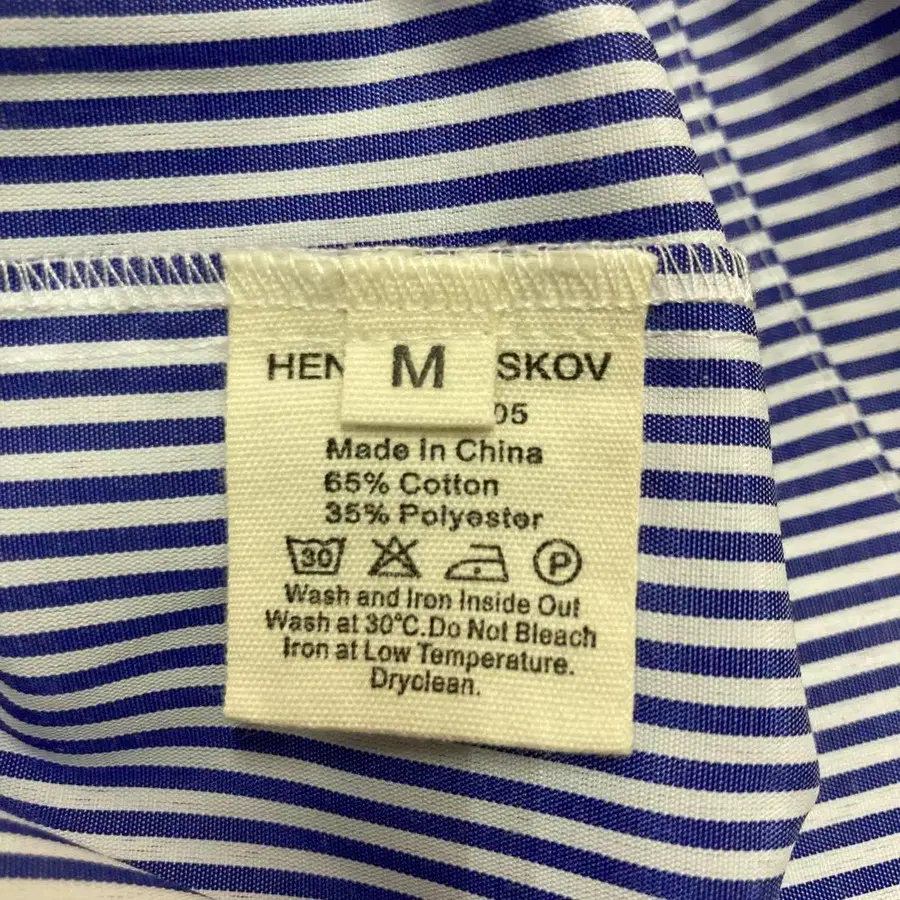 HEN M SKOV
05
Made In China
65% Cotton
35% Polyester
30 P
Wash and Iron Inside Out
Wash at 30°C.Do Not Bleach
Iron at Low Temperature.
Dryclean.